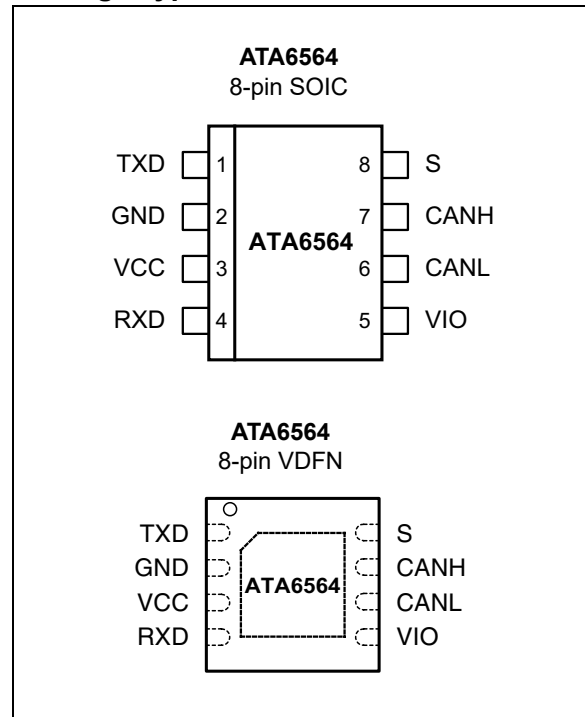 ATA6564
8-pin SOIC
TXD 1 8 S
GND 2 7 CANH
ATA6564
VCC 3 6 CANL
RXD 4 5 VIO
ATA6564
8-pin VDFN
TXD S
GND CANH
ATA6564
VCC CANL
RXD VIO